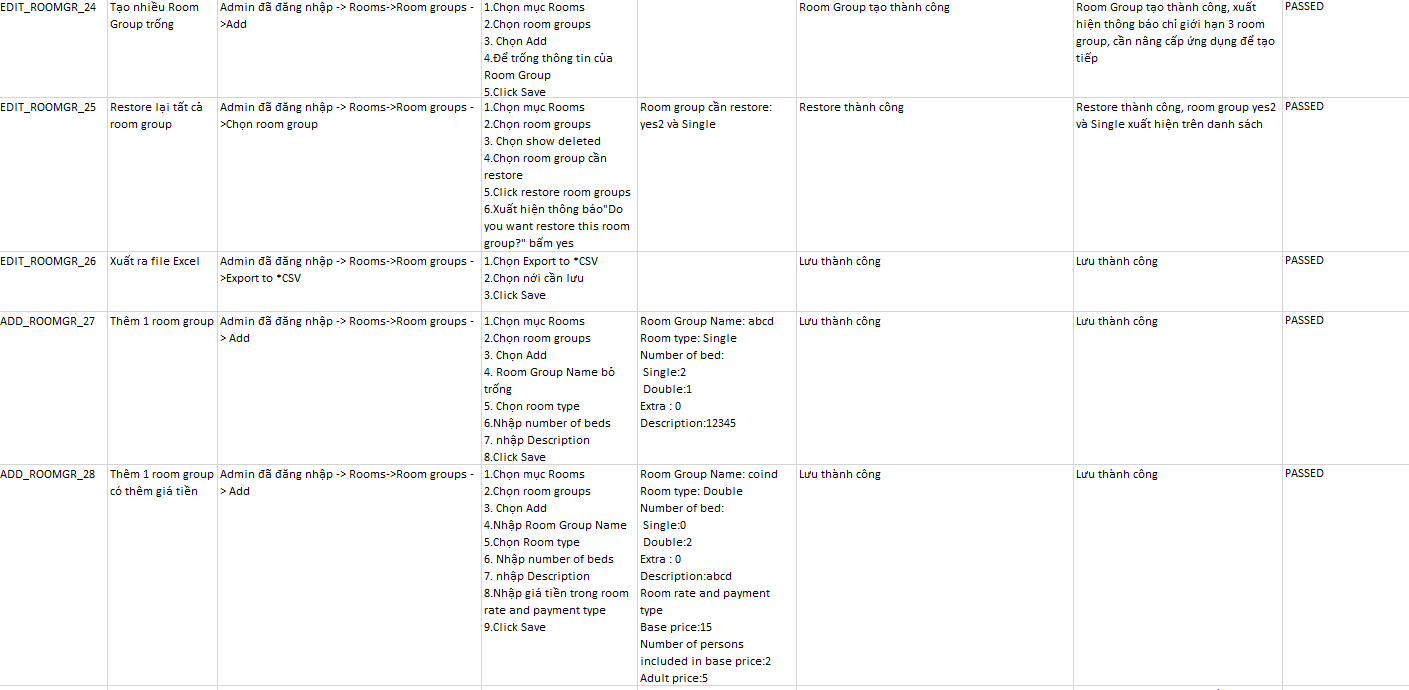 EDIT_ROOMGR_24
Tạo nhiều Room
Group trống
Admin đã đăng nhập -> Rooms->Room groups -
>Add
1.Chọn mục Rooms
2.Chọn room groups
3. Chọn Add
4.Để trống thông tin của
Room Group
5.Click Save
Room Group tạo thành công
Room Group tạo thành công, xuất
hiện thông báo chỉ giới hạn 3 room
group, cần nâng cấp ứng dụng để tạo
tiếp
PASSED
EDIT_ROOMGR_25
Restore lại tất cả
room group
Admin đã đăng nhập -> Rooms->Room groups -
>Chọn room group
1.Chọn mục Rooms
2.Chọn room groups
3. Chọn show deleted
4.Chọn room group cần
restore
5.Click restore room groups
6.Xuất hiện thông báo"Do
you want restore this room
group?" bấm yes
Room group cần restore:
yes2 và Single
Restore thành công
Restore thành công, room group yes2
và Single xuất hiện trên danh sách
PASSED
EDIT_ROOMGR_26
Xuất ra file Excel
Admin đã đăng nhập -> Rooms->Room groups -
>Export to *CSV
1.Chọn Export to *CSV
2.Chọn nới cần lưu
3.Click Save
Lưu thành công
Lưu thành công
PASSED
ADD_ROOMGR_27
Thêm 1 room group
Admin đã đăng nhập -> Rooms->Room groups -
> Add
1.Chọn mục Rooms
2.Chọn room groups
3. Chọn Add
4. Room Group Name bỏ
trống
5. Chọn room type
6.Nhập number of beds
7. nhập Description
8.Click Save
Room Group Name: abcd
Room type: Single
Number of bed:
Single:2
Double:1
Extra : 0
Description:12345
Lưu thành công
Lưu thành công
PASSED
ADD_ROOMGR_28
Thêm 1 room group
có thêm giá tiền
Admin đã đăng nhập -> Rooms->Room groups -
> Add
1.Chọn mục Rooms
2.Chọn room groups
3. Chọn Add
4.Nhập Room Group Name
5.Chọn Room type
6. Nhập number of beds
7. nhập Description
8.Nhập giá tiền trong room
rate and payment type
9.Click Save
Room Group Name: coind
Room type: Double
Number of bed:
Single:0
Double:2
Extra : 0
Description:abcd
Room rate and payment
type
Base price:15
Number of persons
included in base price:2
Adult price:5
Lưu thành công
Lưu thành công
PASSED